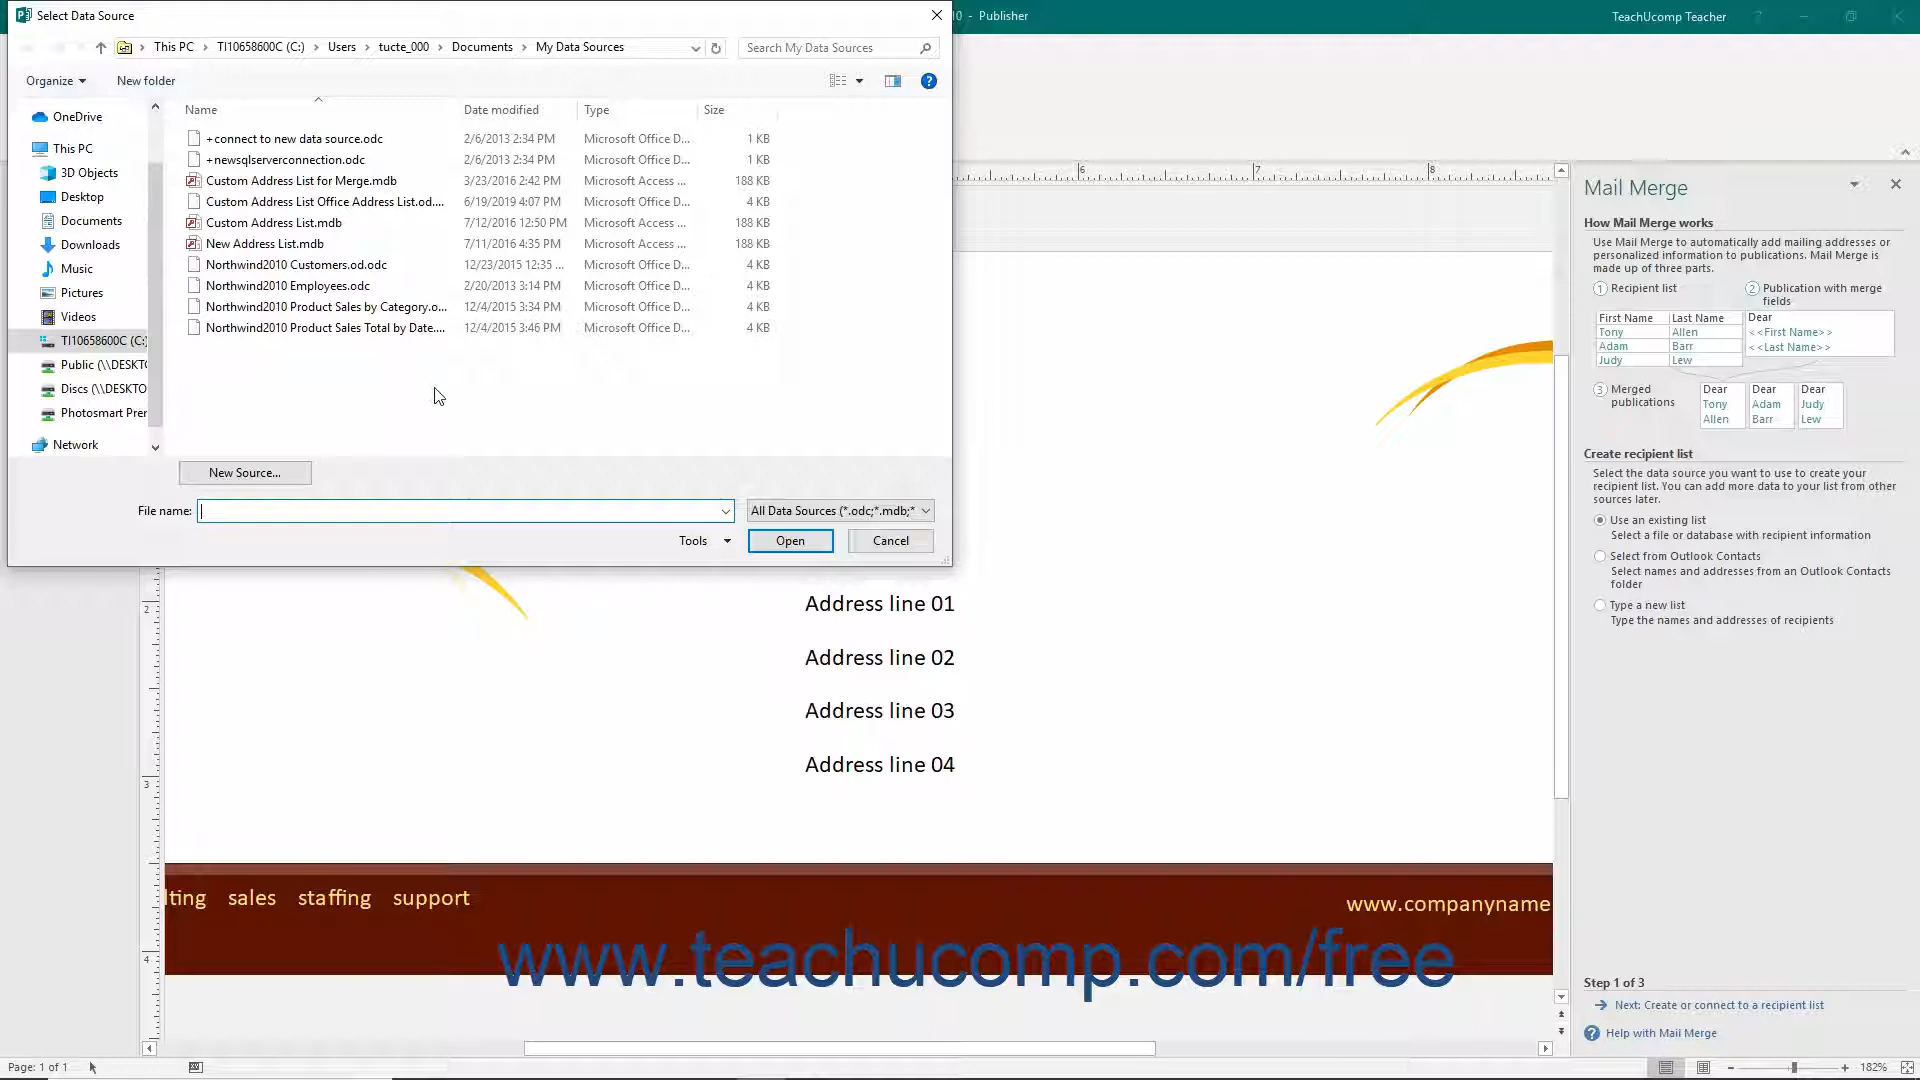 Select Data Source
10 - Publisher
TeachUcomp Teacher
This PC > TI10658600C (C:) > Users > tucte_000 > Documents > My Data Sources
Search My Data Sources
Organize
New folder
Name Date modified Type Size
OneDrive
This PC
3D Objects
Desktop
Documents
Downloads
Music
Pictures
Videos
TI10658600C (C:)
Public (\\DESKTO
Discs (\\DESKTO
Photosmart Prer
Network
+connect to new data source.odc 2/6/2013 2:34 PM Microsoft Office D... 1 KB
+newsqlserverconnection.odc 2/6/2013 2:34 PM Microsoft Office D... 1 KB
Custom Address List for Merge.mdb 3/23/2016 2:42 PM Microsoft Access ... 188 KB
Custom Address List Office Address List.od.... 6/19/2019 4:07 PM Microsoft Office D... 4 KB
Custom Address List.mdb 7/12/2016 12:50 PM Microsoft Access ... 188 KB
New Address List.mdb 7/11/2016 4:35 PM Microsoft Access ... 188 KB
Northwind2010 Customers.od.odc 12/23/2015 12:35 ... Microsoft Office D... 4 KB
Northwind2010 Employees.odc 2/20/2013 3:14 PM Microsoft Office D... 4 KB
Northwind2010 Product Sales by Category.o... 12/4/2015 3:34 PM Microsoft Office D... 4 KB
Northwind2010 Product Sales Total by Date.... 12/4/2015 3:46 PM Microsoft Office D... 4 KB
New Source...
File name:
All Data Sources (*.odc;*.mdb;*
Tools
Open
Cancel
6 7 8
2
3
4
Address line 01
Address line 02
Address line 03
Address line 04
lting sales staffing support
www.companyname
www.teachucomp.com/free
Mail Merge
How Mail Merge works
Use Mail Merge to automatically add mailing addresses or
personalized information to publications. Mail Merge is
made up of three parts.
1 Recipient list
2 Publication with merge
fields
First Name Last Name
Tony Allen
Adam Barr
Judy Lew
Dear
<<First Name>>
<<Last Name>>
3 Merged
publications
Dear Dear Dear
Tony Adam Judy
Allen Barr Lew
Create recipient list
Select the data source you want to use to create your
recipient list. You can add more data to your list from other
sources later.
Use an existing list
Select a file or database with recipient information
Select from Outlook Contacts
Select names and addresses from an Outlook Contacts
folder
Type a new list
Type the names and addresses of recipients
Step 1 of 3
Next: Create or connect to a recipient list
Help with Mail Merge
Page: 1 of 1
182%